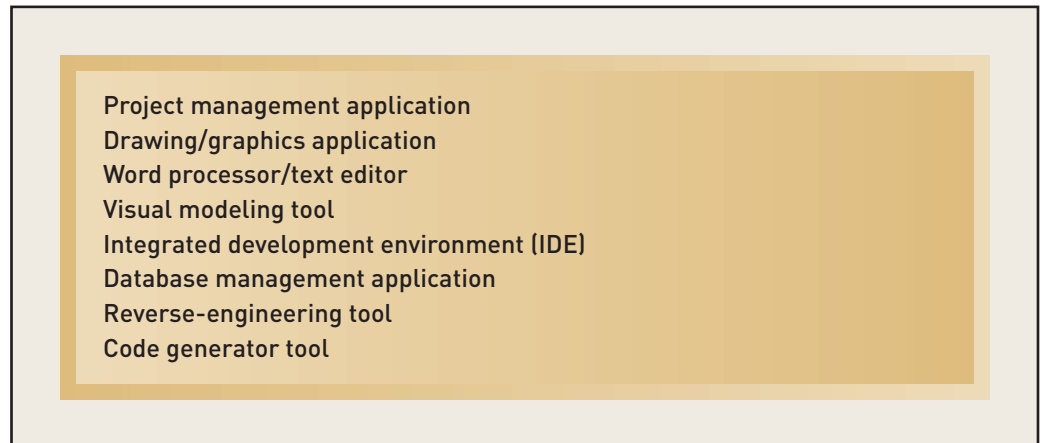 Project management application
Drawing/graphics application
Word processor/text editor
Visual modeling tool
Integrated development environment (IDE)
Database management application
Reverse-engineering tool
Code generator tool